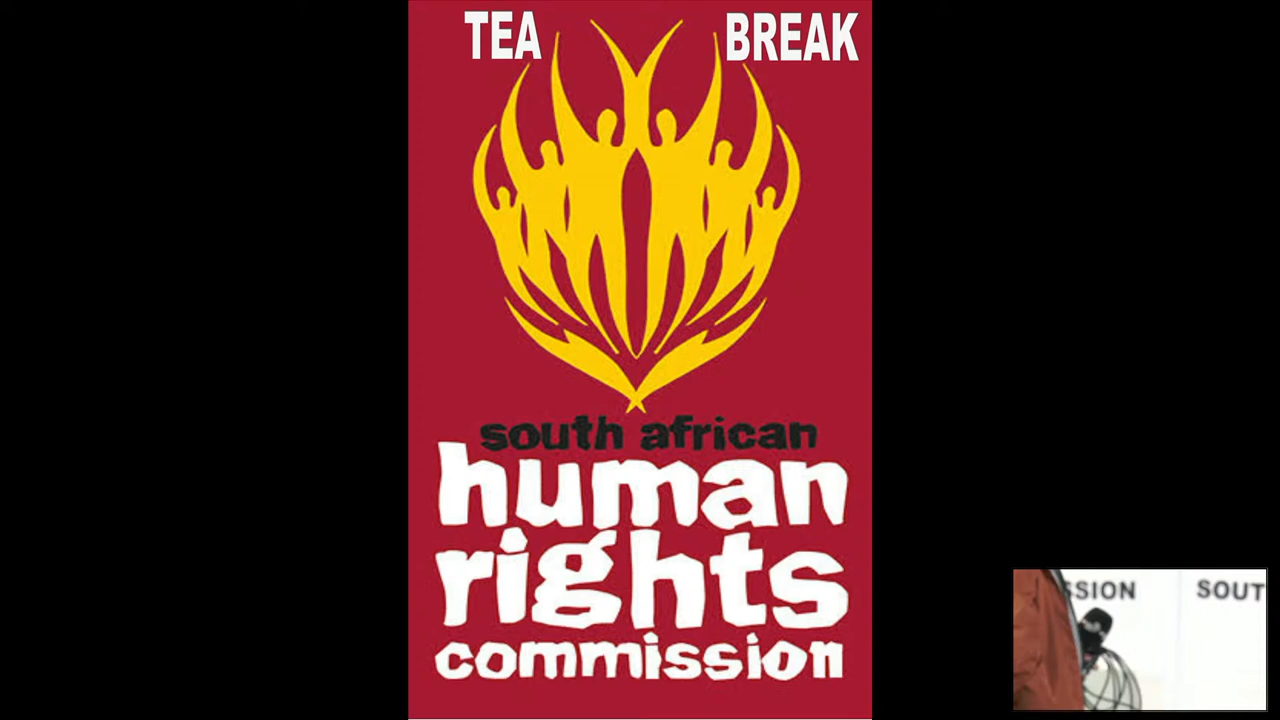 TEA BREAK
south african
human
rights
commission
SSION SOUT